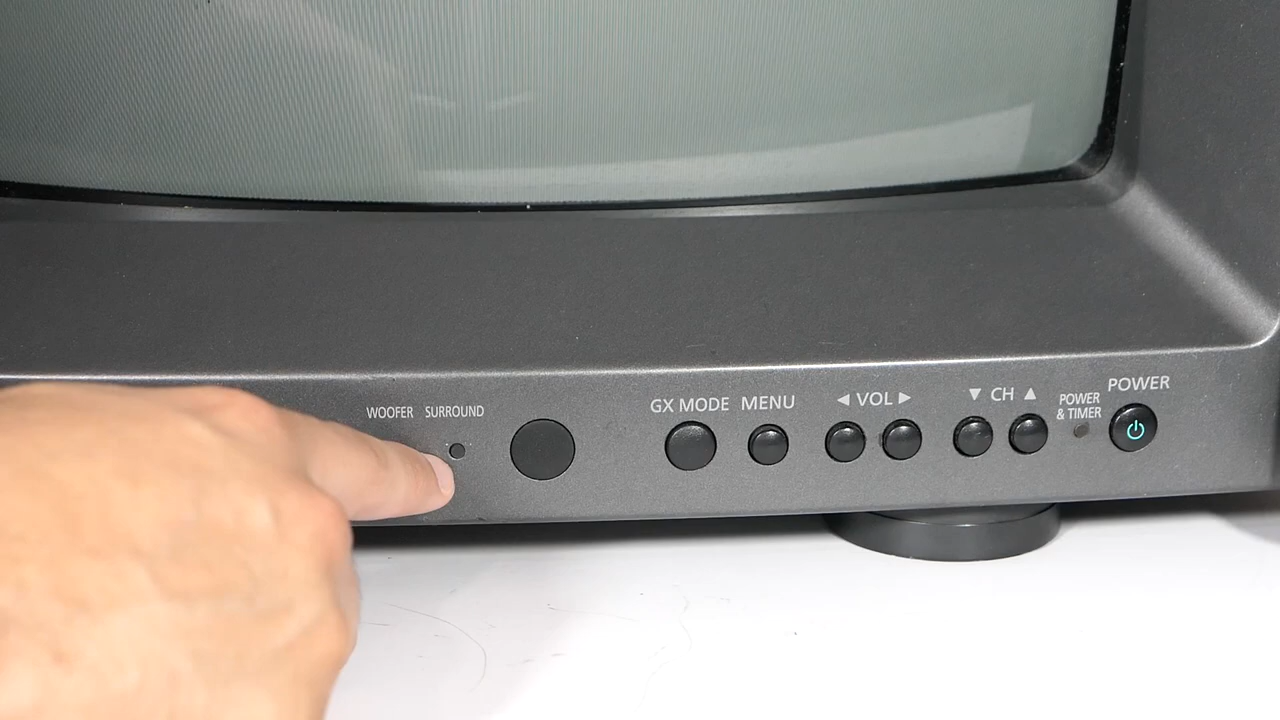 WOOFER SURROUND
GX MODE MENU
◄ VOL ►
▼ CH ▲
POWER
& TIMER
POWER